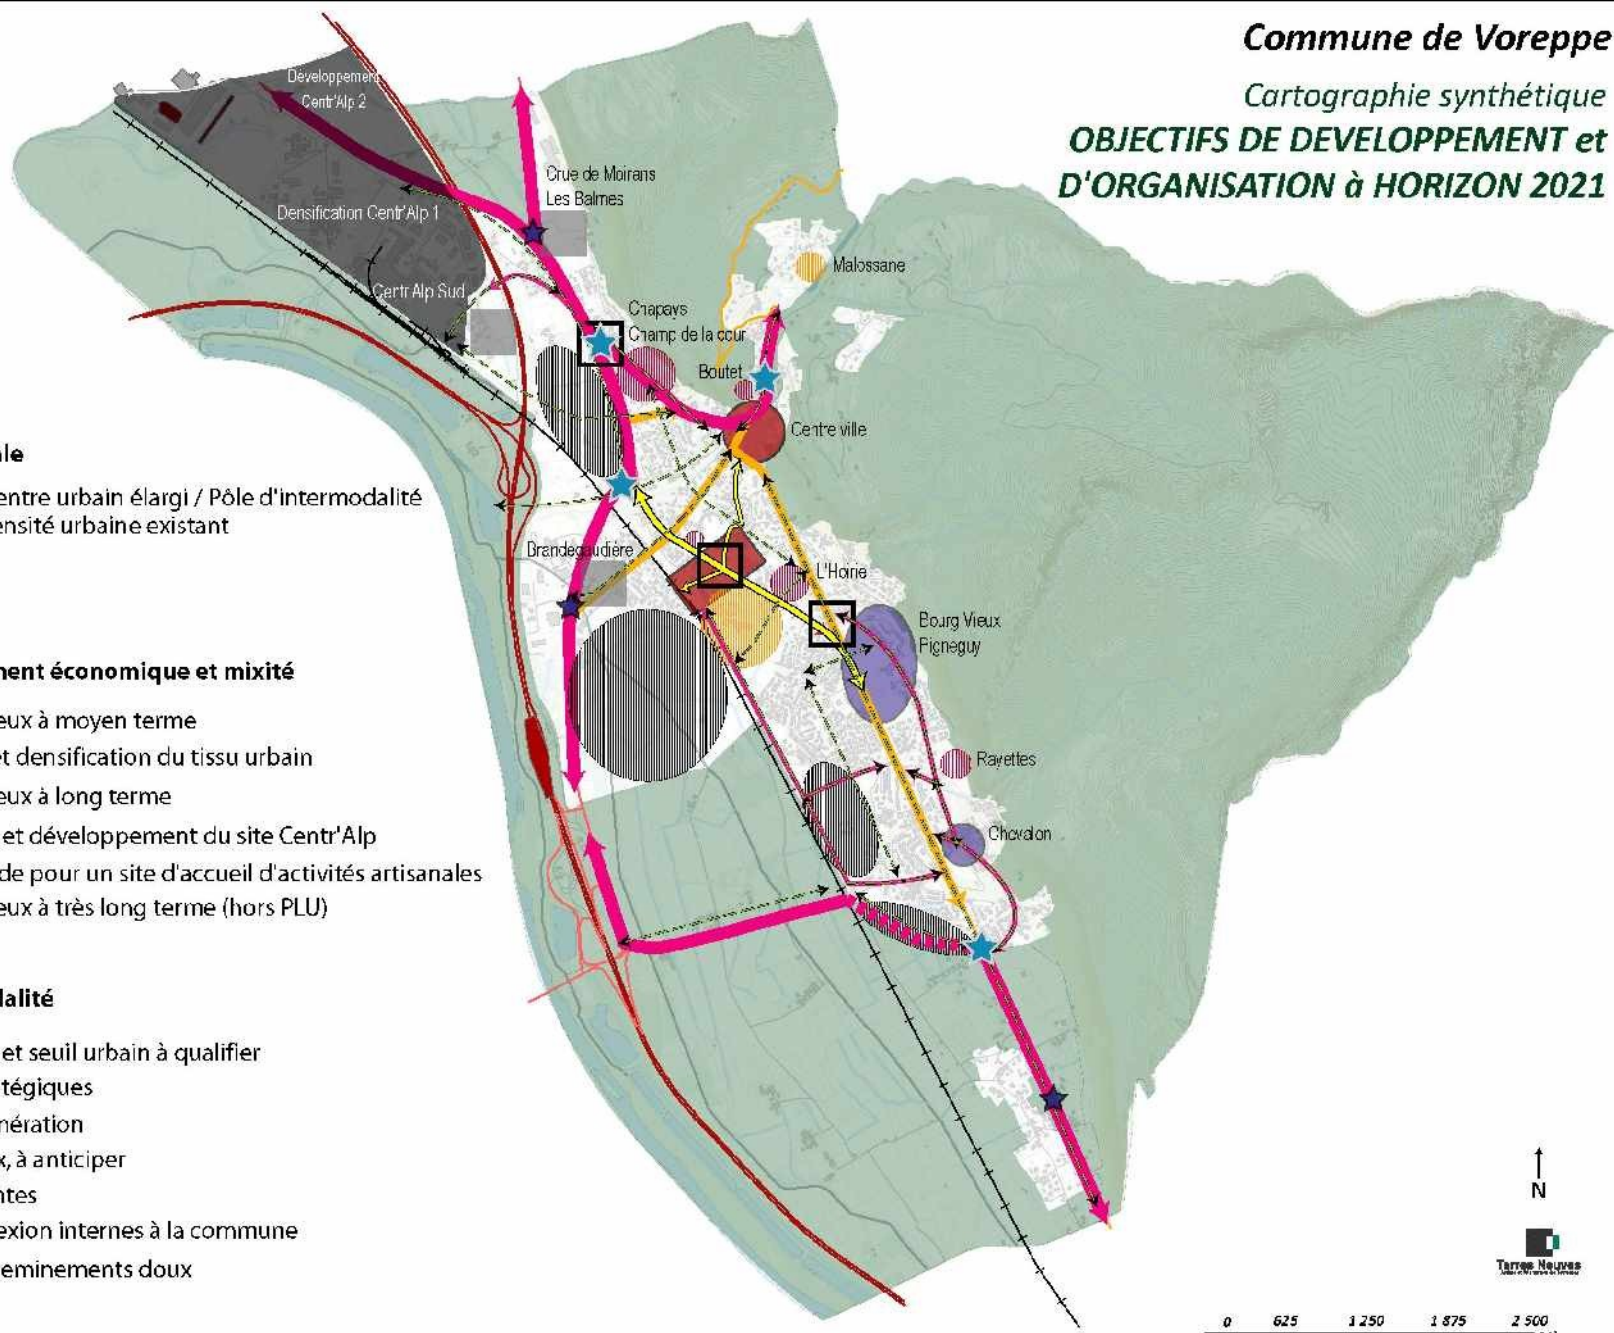 Commune de Voreppe
Cartographie synthétique
OBJECTIFS DE DEVELOPPEMENT et
D'ORGANISATION à HORIZON 2021
Développement
Centr'Alp 2
Crue de Moirans
Les Balmes
Densification Centr'Alp 1
Centr'Alp Sud
Malossane
Chapays
Champ de la cour
Boutet
Centre ville
Brandegaudière
L'Hoirie
Bourg Vieux
Pigneguy
Rayettes
Chevalon
ale
entre urbain élargi / Pôle d'intermodalité
ensité urbaine existant
ment économique et mixité
eux à moyen terme
et densification du tissu urbain
eux à long terme
et développement du site Centr'Alp
de pour un site d'accueil d'activités artisanales
eux à très long terme (hors PLU)
dalité
et seuil urbain à qualifier
atégiques
nération
x, à anticiper
ntes
exion internes à la commune
eminements doux
N
Terres Neuves
0 625 1 250 1 875 2 500